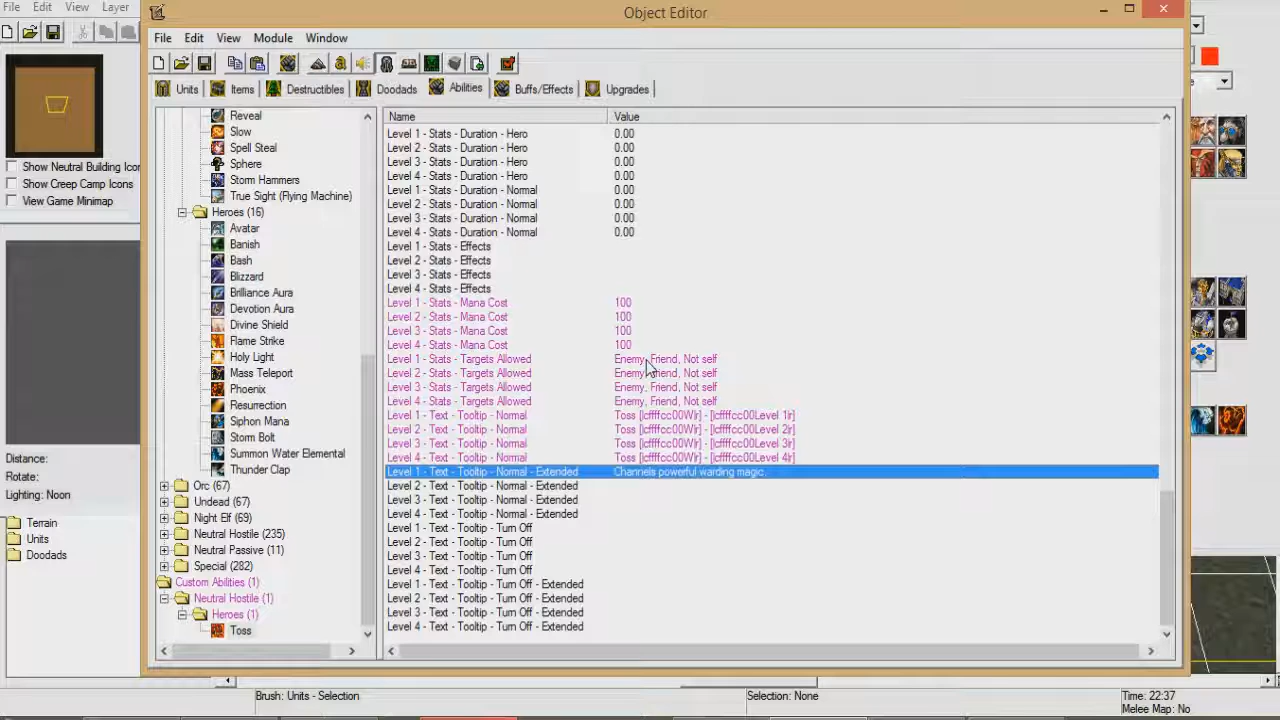 File Edit View Layer
Object Editor
File Edit View Module Window
Units Items Destructibles Doodads Abilities Buffs/Effects Upgrades
Show Neutral Building Icon
Show Creep Camp Icons
View Game Minimap
Distance:
Rotate:
Lighting: Noon
Terrain
Units
Doodads
Reveal
Slow
Spell Steal
Sphere
Storm Hammers
True Sight (Flying Machine)
Heroes (16)
Avatar
Banish
Bash
Blizzard
Brilliance Aura
Devotion Aura
Divine Shield
Flame Strike
Holy Light
Mass Teleport
Phoenix
Resurrection
Siphon Mana
Storm Bolt
Summon Water Elemental
Thunder Clap
Orc (67)
Undead (67)
Night Elf (69)
Neutral Hostile (235)
Neutral Passive (11)
Special (282)
Custom Abilities (1)
Neutral Hostile (1)
Heroes (1)
Toss
Name Value
Level 1 - Stats - Duration - Hero 0.00
Level 2 - Stats - Duration - Hero 0.00
Level 3 - Stats - Duration - Hero 0.00
Level 4 - Stats - Duration - Hero 0.00
Level 1 - Stats - Duration - Normal 0.00
Level 2 - Stats - Duration - Normal 0.00
Level 3 - Stats - Duration - Normal 0.00
Level 4 - Stats - Duration - Normal 0.00
Level 1 - Stats - Effects
Level 2 - Stats - Effects
Level 3 - Stats - Effects
Level 4 - Stats - Effects
Level 1 - Stats - Mana Cost 100
Level 2 - Stats - Mana Cost 100
Level 3 - Stats - Mana Cost 100
Level 4 - Stats - Mana Cost 100
Level 1 - Stats - Targets Allowed Enemy, Friend, Not self
Level 2 - Stats - Targets Allowed Enemy, Friend, Not self
Level 3 - Stats - Targets Allowed Enemy, Friend, Not self
Level 4 - Stats - Targets Allowed Enemy, Friend, Not self
Level 1 - Text - Tooltip - Normal Toss [|cffffcc00W|r] - [|cffffcc00Level 1|r]
Level 2 - Text - Tooltip - Normal Toss [|cffffcc00W|r] - [|cffffcc00Level 2|r]
Level 3 - Text - Tooltip - Normal Toss [|cffffcc00W|r] - [|cffffcc00Level 3|r]
Level 4 - Text - Tooltip - Normal Toss [|cffffcc00W|r] - [|cffffcc00Level 4|r]
Level 1 - Text - Tooltip - Normal - Extended Channels powerful warding magic.
Level 2 - Text - Tooltip - Normal - Extended
Level 3 - Text - Tooltip - Normal - Extended
Level 4 - Text - Tooltip - Normal - Extended
Level 1 - Text - Tooltip - Turn Off
Level 2 - Text - Tooltip - Turn Off
Level 3 - Text - Tooltip - Turn Off
Level 4 - Text - Tooltip - Turn Off
Level 1 - Text - Tooltip - Turn Off - Extended
Level 2 - Text - Tooltip - Turn Off - Extended
Level 3 - Text - Tooltip - Turn Off - Extended
Level 4 - Text - Tooltip - Turn Off - Extended
Brush: Units - Selection Selection: None Time: 22:37
Melee Map: No